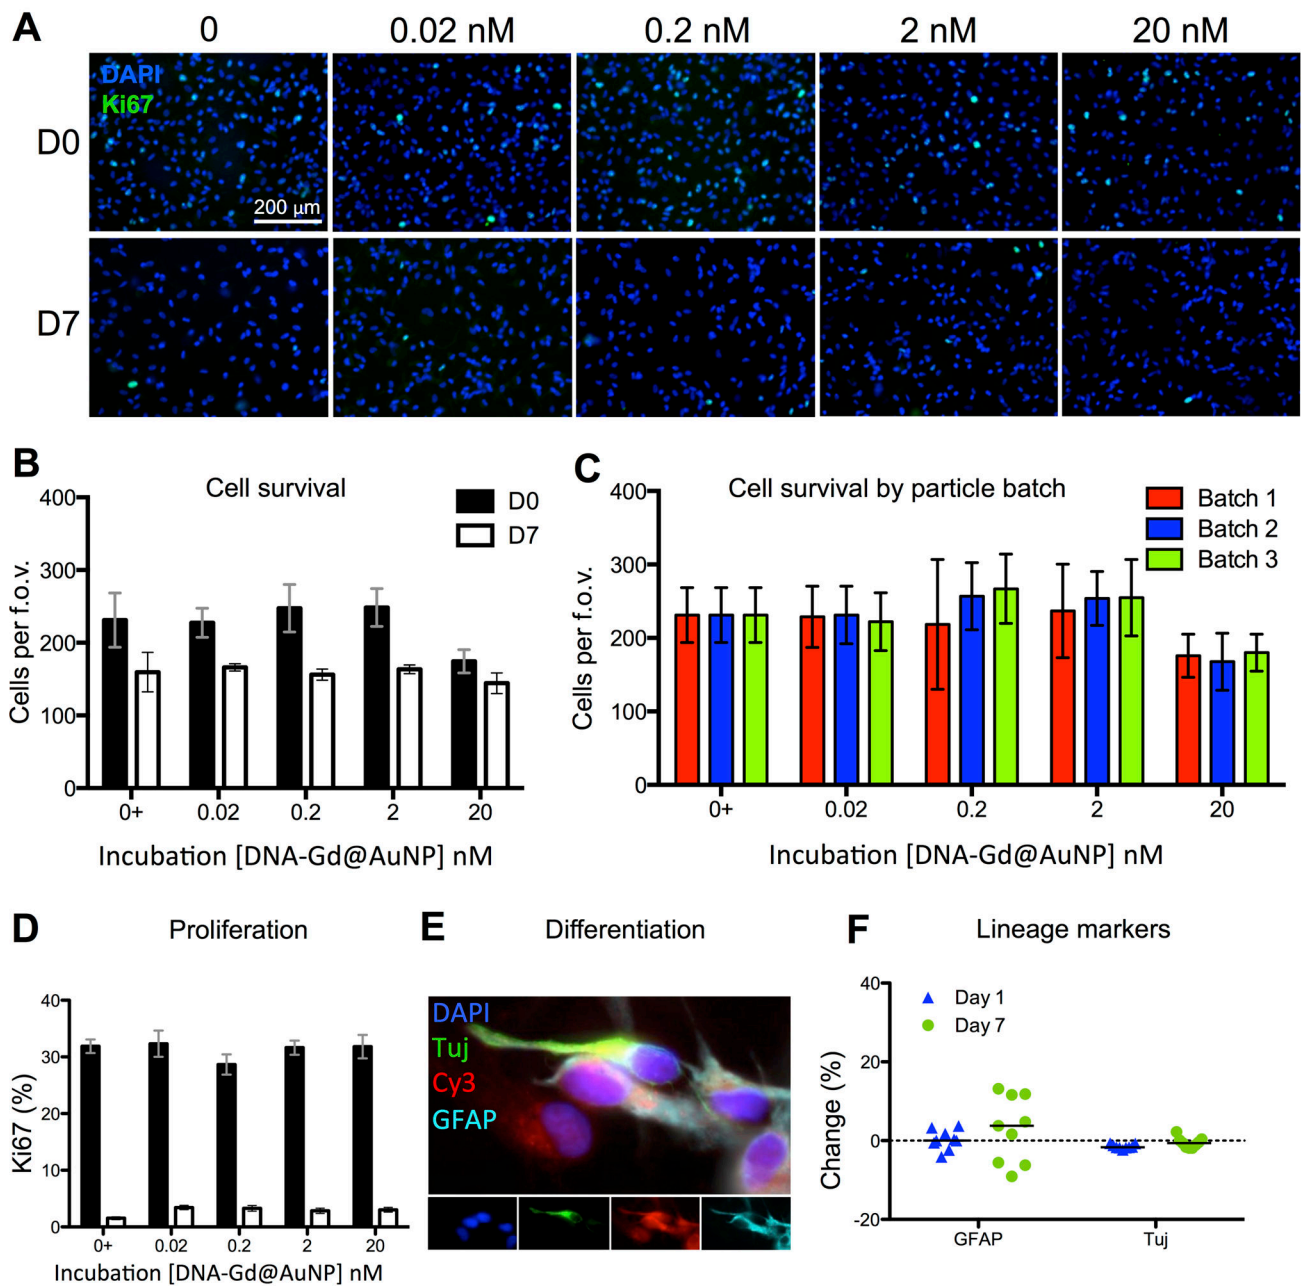 A
0 0.02 nM 0.2 nM 2 nM 20 nM
DAPI
Ki67
D0
200 μm
D7
B
Cell survival
D0
D7
400
300
200
100
0
Cells per f.o.v.
0+ 0.02 0.2 2 20
Incubation [DNA-Gd@AuNP] nM
C
Cell survival by particle batch
Batch 1
Batch 2
Batch 3
400
300
200
100
0
Cells per f.o.v.
0+ 0.02 0.2 2 20
Incubation [DNA-Gd@AuNP] nM
D
Proliferation
40
30
20
10
0
Ki67 (%)
0+ 0.02 0.2 2 20
Incubation [DNA-Gd@AuNP] nM
E
Differentiation
DAPI
Tuj
Cy3
GFAP
F
Lineage markers
Day 1
Day 7
40
20
0
-20
Change (%)
GFAP Tuj